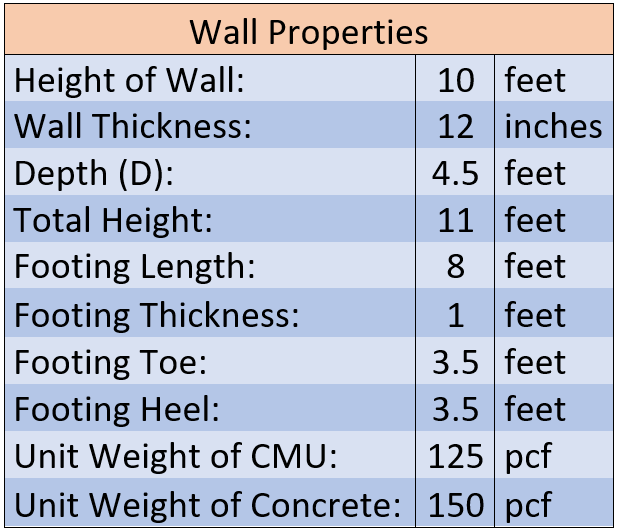 Wall Properties
Height of Wall: 10 feet
Wall Thickness: 12 inches
Depth (D): 4.5 feet
Total Height: 11 feet
Footing Length: 8 feet
Footing Thickness: 1 feet
Footing Toe: 3.5 feet
Footing Heel: 3.5 feet
Unit Weight of CMU: 125 pcf
Unit Weight of Concrete: 150 pcf